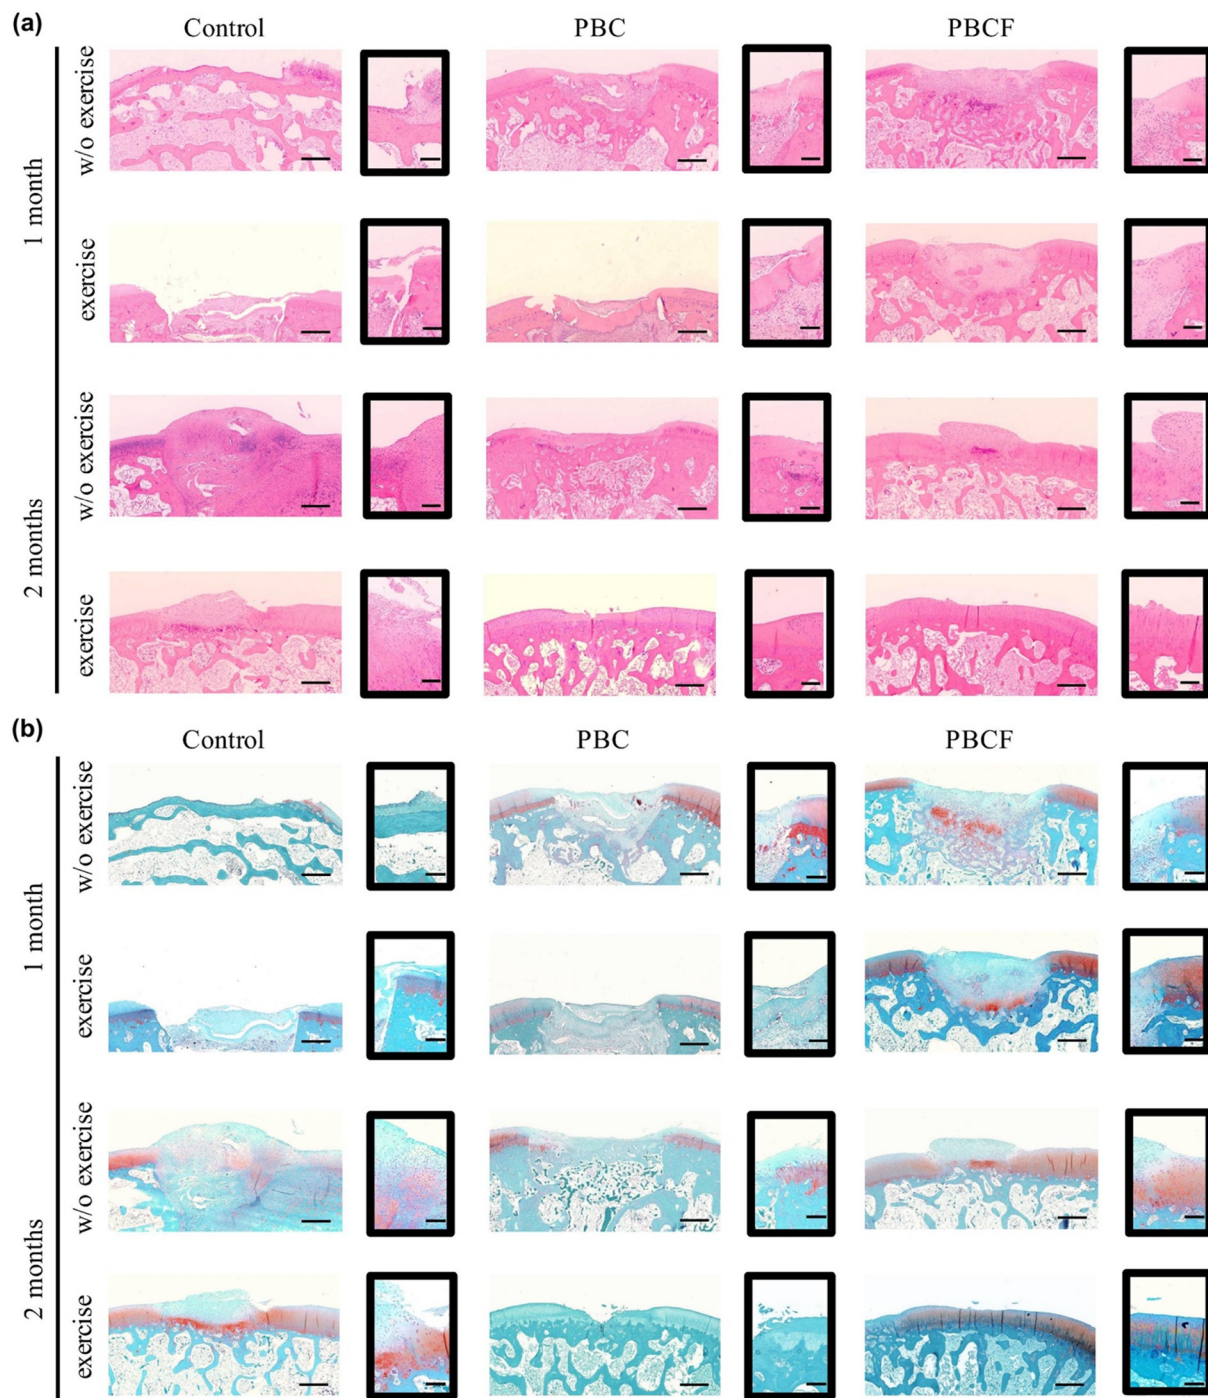 (a)
Control PBC PBCF
1 month
w/o exercise
exercise
2 months
w/o exercise
exercise
(b)
Control PBC PBCF
1 month
w/o exercise
exercise
2 months
w/o exercise
exercise